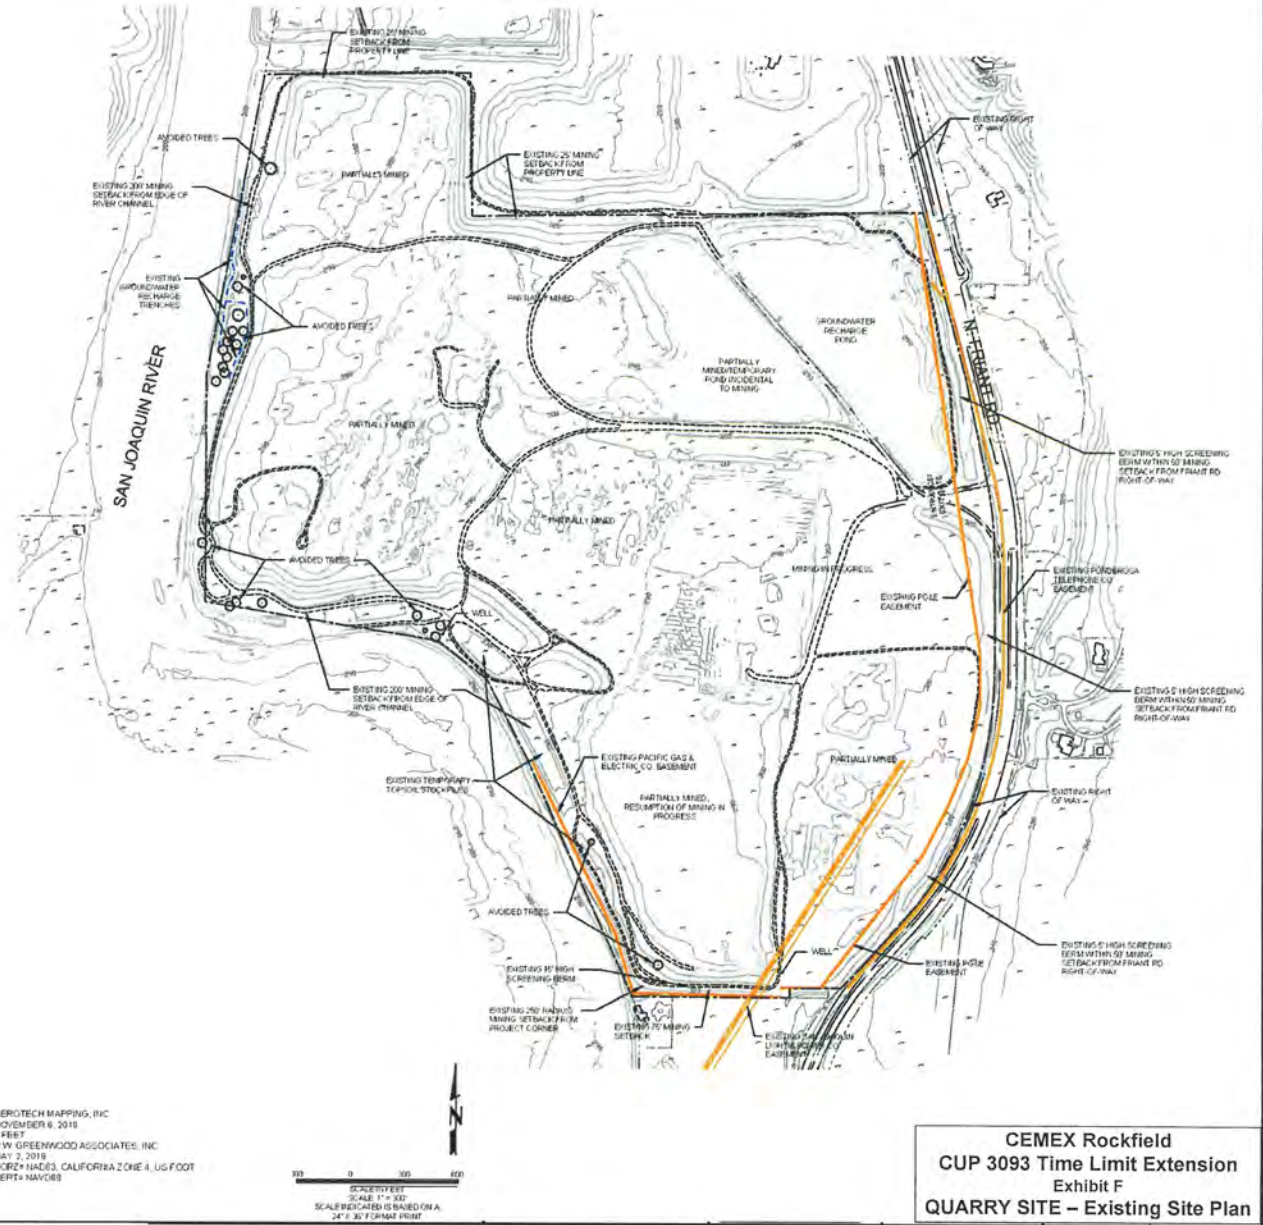 EXISTING 25' MINING
SETBACK FROM
PROPERTY LINE
AVOIDED TREES
EXISTING 200' MINING
SETBACK FROM EDGE OF
RIVER CHANNEL
PARTIALLY MINED
EXISTING 25' MINING
SETBACK FROM
PROPERTY LINE
EXISTING RIGHT
OF-WAY
EXISTING
GROUNDWATER
RECHARGE
TRENCHES
AVOIDED TREES
PARTIALLY MINED
GROUNDWATER
RECHARGE
POND
N. FRIANT RD
SAN JOAQUIN RIVER
PARTIALLY
MINED/TEMPORARY
POND INCIDENTAL
TO MINING
PARTIALLY MINED
EXISTING 5' HIGH SCREENING
BERM WITHIN 50' MINING
SETBACK FROM FRIANT RD
RIGHT-OF-WAY
PARTIALLY MINED
AVOIDED TREES
MINING IN PROGRESS
EXISTING PONDEROSA
TELEPHONE CO
EASEMENT
EXISTING POLE
EASEMENT
WELL
EXISTING 200' MINING
SETBACK FROM EDGE OF
RIVER CHANNEL
EXISTING 5' HIGH SCREENING
BERM WITHIN 50' MINING
SETBACK FROM FRIANT RD
RIGHT-OF-WAY
EXISTING PACIFIC GAS &
ELECTRIC CO. EASEMENT
PARTIALLY MINED
EXISTING TEMPORARY
TOPSOIL STOCKPILES
PARTIALLY MINED,
RESUMPTION OF MINING IN
PROGRESS
EXISTING RIGHT
OF WAY
AVOIDED TREES
WELL
EXISTING POLE
EASEMENT
EXISTING 5' HIGH SCREENING
BERM WITHIN 50' MINING
SETBACK FROM FRIANT RD
RIGHT-OF-WAY
EXISTING HIGH
SCREENING BERM
EXISTING 250' RADIUS
MINING SETBACK FROM
PROJECT CORNER
EXISTING 75' MINING
SETBACK
EXISTING SAN JOAQUIN
EASEMENT
EROTECH MAPPING, INC
OVEMBER 6, 2018
FEET
W. GREENWOOD ASSOCIATES, INC
AY 2, 2019
ORZ= NAD83, CALIFORNIA ZONE 4, US FOOT
ERT= NAVD88
N
300 0 300 600
SCALE IN FEET
SCALE: 1" = 300'
SCALE INDICATED IS BASED ON A
24" X 36" FORMAT PRINT
CEMEX Rockfield
CUP 3093 Time Limit Extension
Exhibit F
QUARRY SITE – Existing Site Plan